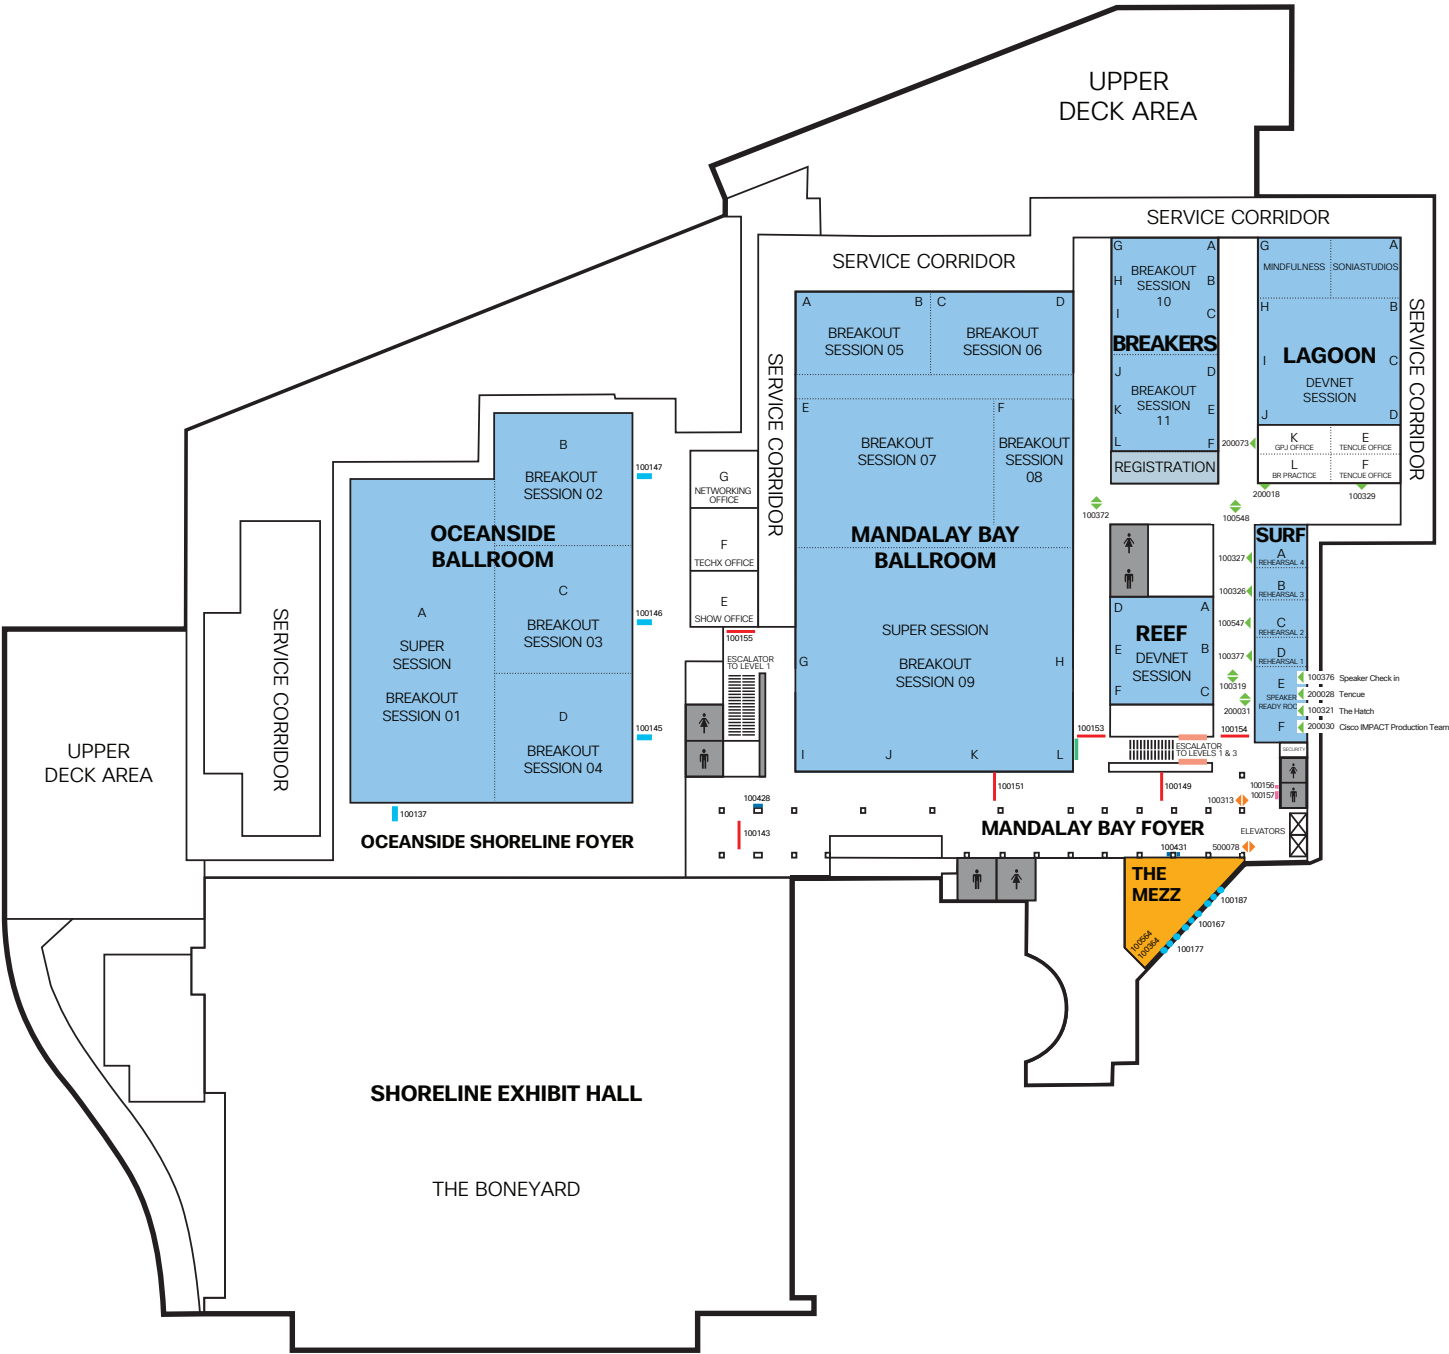 UPPER
DECK AREA
SERVICE CORRIDOR
SERVICE CORRIDOR
SERVICE CORRIDOR
SERVICE CORRIDOR
SERVICE CORRIDOR
A
B
C
D
BREAKOUT
SESSION 05
BREAKOUT
SESSION 06
E
F
BREAKOUT
SESSION 07
BREAKOUT
SESSION
08
MANDALAY BAY
BALLROOM
SUPER SESSION
BREAKOUT
SESSION 09
G
H
I
J
K
L
G
A
BREAKOUT
SESSION
10
H
B
I
C
BREAKERS
J
D
BREAKOUT
SESSION
11
K
E
L
F
REGISTRATION
G
A
MINDFULNESS
SONIASTUDIOS
H
B
LAGOON
I
C
DEVNET
SESSION
J
D
K
GPJ OFFICE
E
TENCUE OFFICE
L
BR PRACTICE
F
TENCUE OFFICE
200073
200018
100329
100372
100548
SURF
A
REHEARSAL 4
B
REHEARSAL 3
C
REHEARSAL 2
D
REHEARSAL 1
E
SPEAKER
F
100327
100326
100547
100377
100319
200031
100376 Speaker Check in
200028 Tencue
100321 The Hatch
200030 Cisco IMPACT Production Team
SECURITY
D
A
REEF
E
B
DEVNET
SESSION
F
C
100153
100154
ESCALATOR
TO LEVELS 1 & 3
100156
100157
100313
100151
100149
ELEVATORS
500078
MANDALAY BAY FOYER
100431
THE
MEZZ
100564
100364
100187
100167
100177
B
BREAKOUT
SESSION 02
OCEANSIDE
BALLROOM
A
SUPER
SESSION
BREAKOUT
SESSION 01
C
BREAKOUT
SESSION 03
D
BREAKOUT
SESSION 04
100147
100146
100145
100137
OCEANSIDE SHORELINE FOYER
G
NETWORKING
OFFICE
F
TECHX OFFICE
E
SHOW OFFICE
100155
ESCALATOR
TO LEVEL 1
100428
100143
UPPER
DECK AREA
SHORELINE EXHIBIT HALL
THE BONEYARD